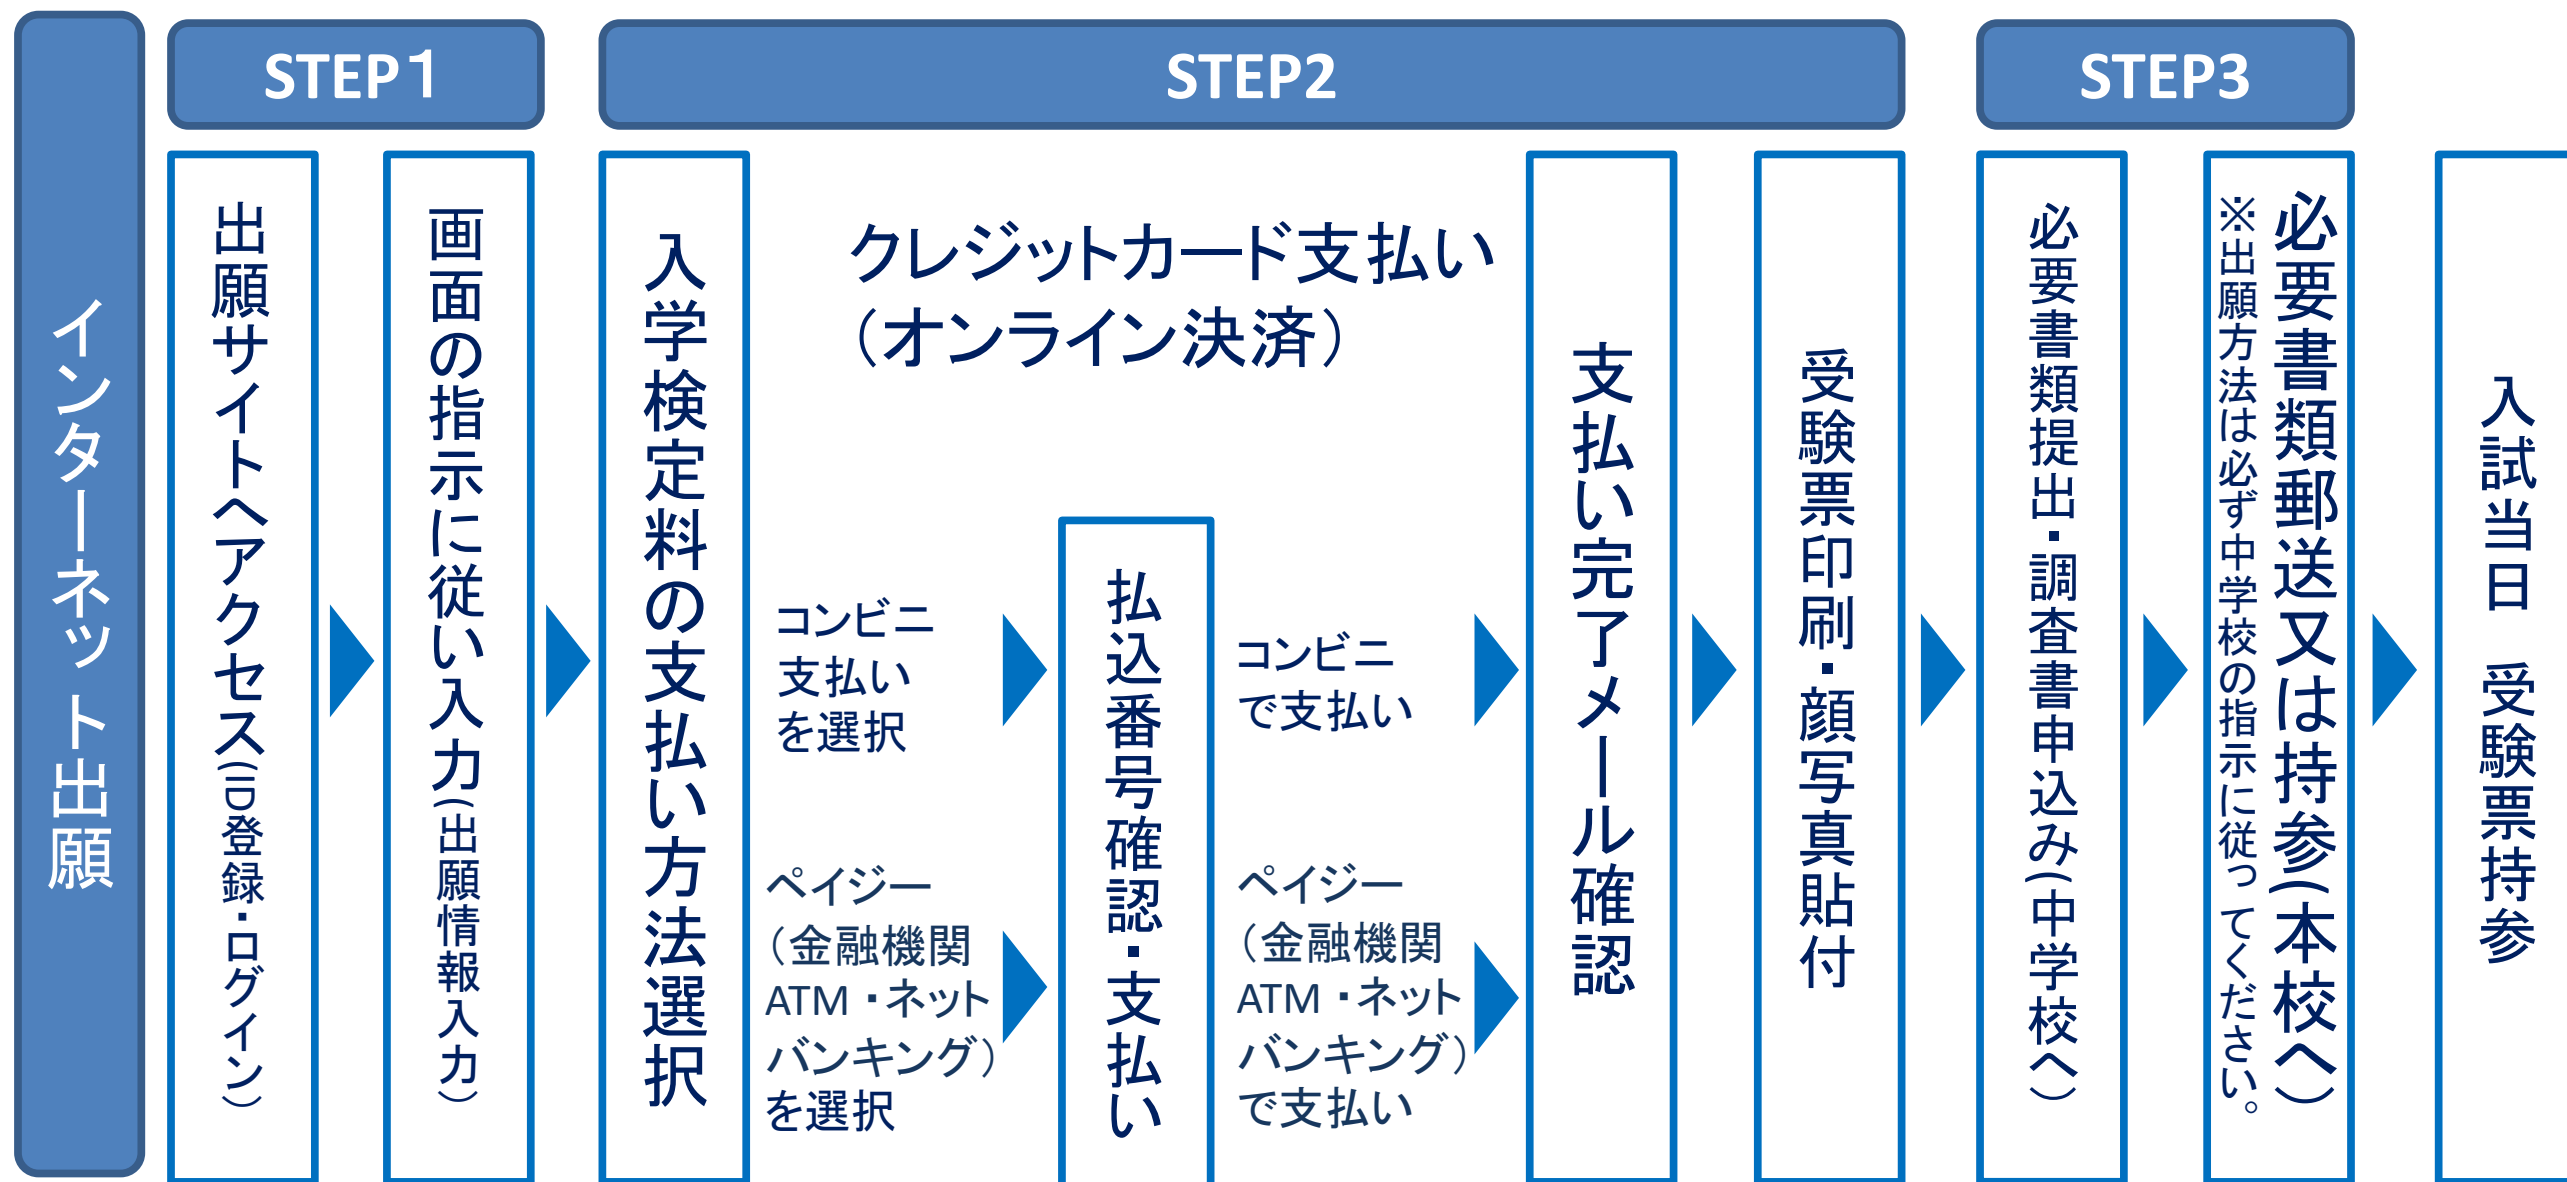 インターネット出願
STEP１
出願サイトへアクセス(ID登録・ログイン)
画面の指示に従い入力(出願情報入力)
STEP2
入学検定料の支払い方法選択
クレジットカード支払い
（オンライン決済）
コンビニ
支払い
を選択
ペイジー
（金融機関
ATM・ネット
バンキング）
を選択
払込番号確認・支払い
コンビニ
で支払い
ペイジー
（金融機関
ATM・ネット
バンキング）
で支払い
支払い完了メール確認
受験票印刷・顔写真貼付
STEP3
必要書類提出・調査書申込み(中学校へ)
必要書類郵送又は持参(本校へ)
※出願方法は必ず中学校の指示に従ってください。
入試当日　受験票持参